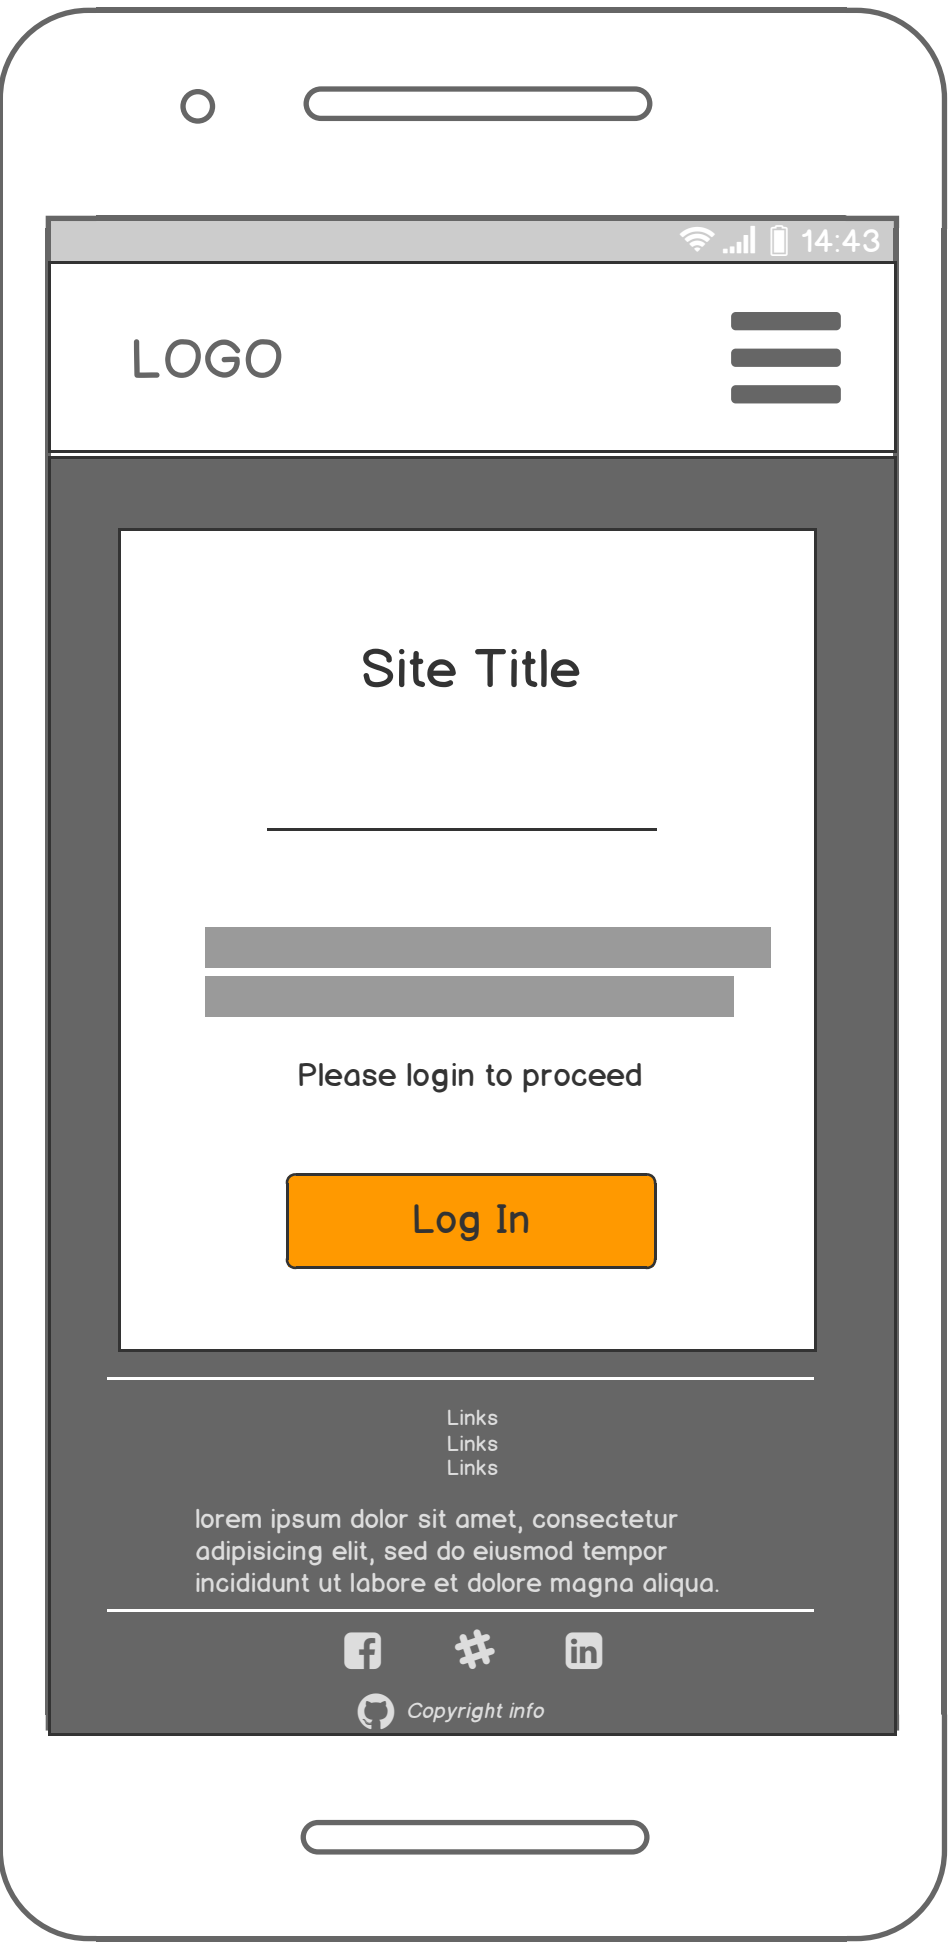 14:43
LOGO
Site Title
Please login to proceed
Log In
Links
Links
Links
lorem ipsum dolor sit amet, consectetur
adipisicing elit, sed do eiusmod tempor
incididunt ut labore et dolore magna aliqua.
Copyright info